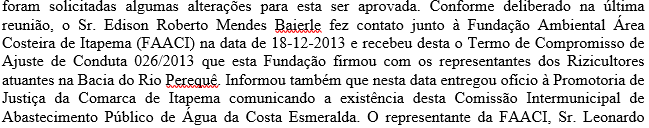 foram solicitadas algumas alterações para esta ser aprovada. Conforme deliberado na última
reunião, o Sr. Edison Roberto Mendes Baierle fez contato junto à Fundação Ambiental Área
Costeira de Itapema (FAACI) na data de 18-12-2013 e recebeu desta o Termo de Compromisso de
Ajuste de Conduta 026/2013 que esta Fundação firmou com os representantes dos Rizicultores
atuantes na Bacia do Rio Perequê. Informou também que nesta data entregou ofício à Promotoria de
Justiça da Comarca de Itapema comunicando a existência desta Comissão Intermunicipal de
Abastecimento Público de Água da Costa Esmeralda. O representante da FAACI, Sr. Leonardo